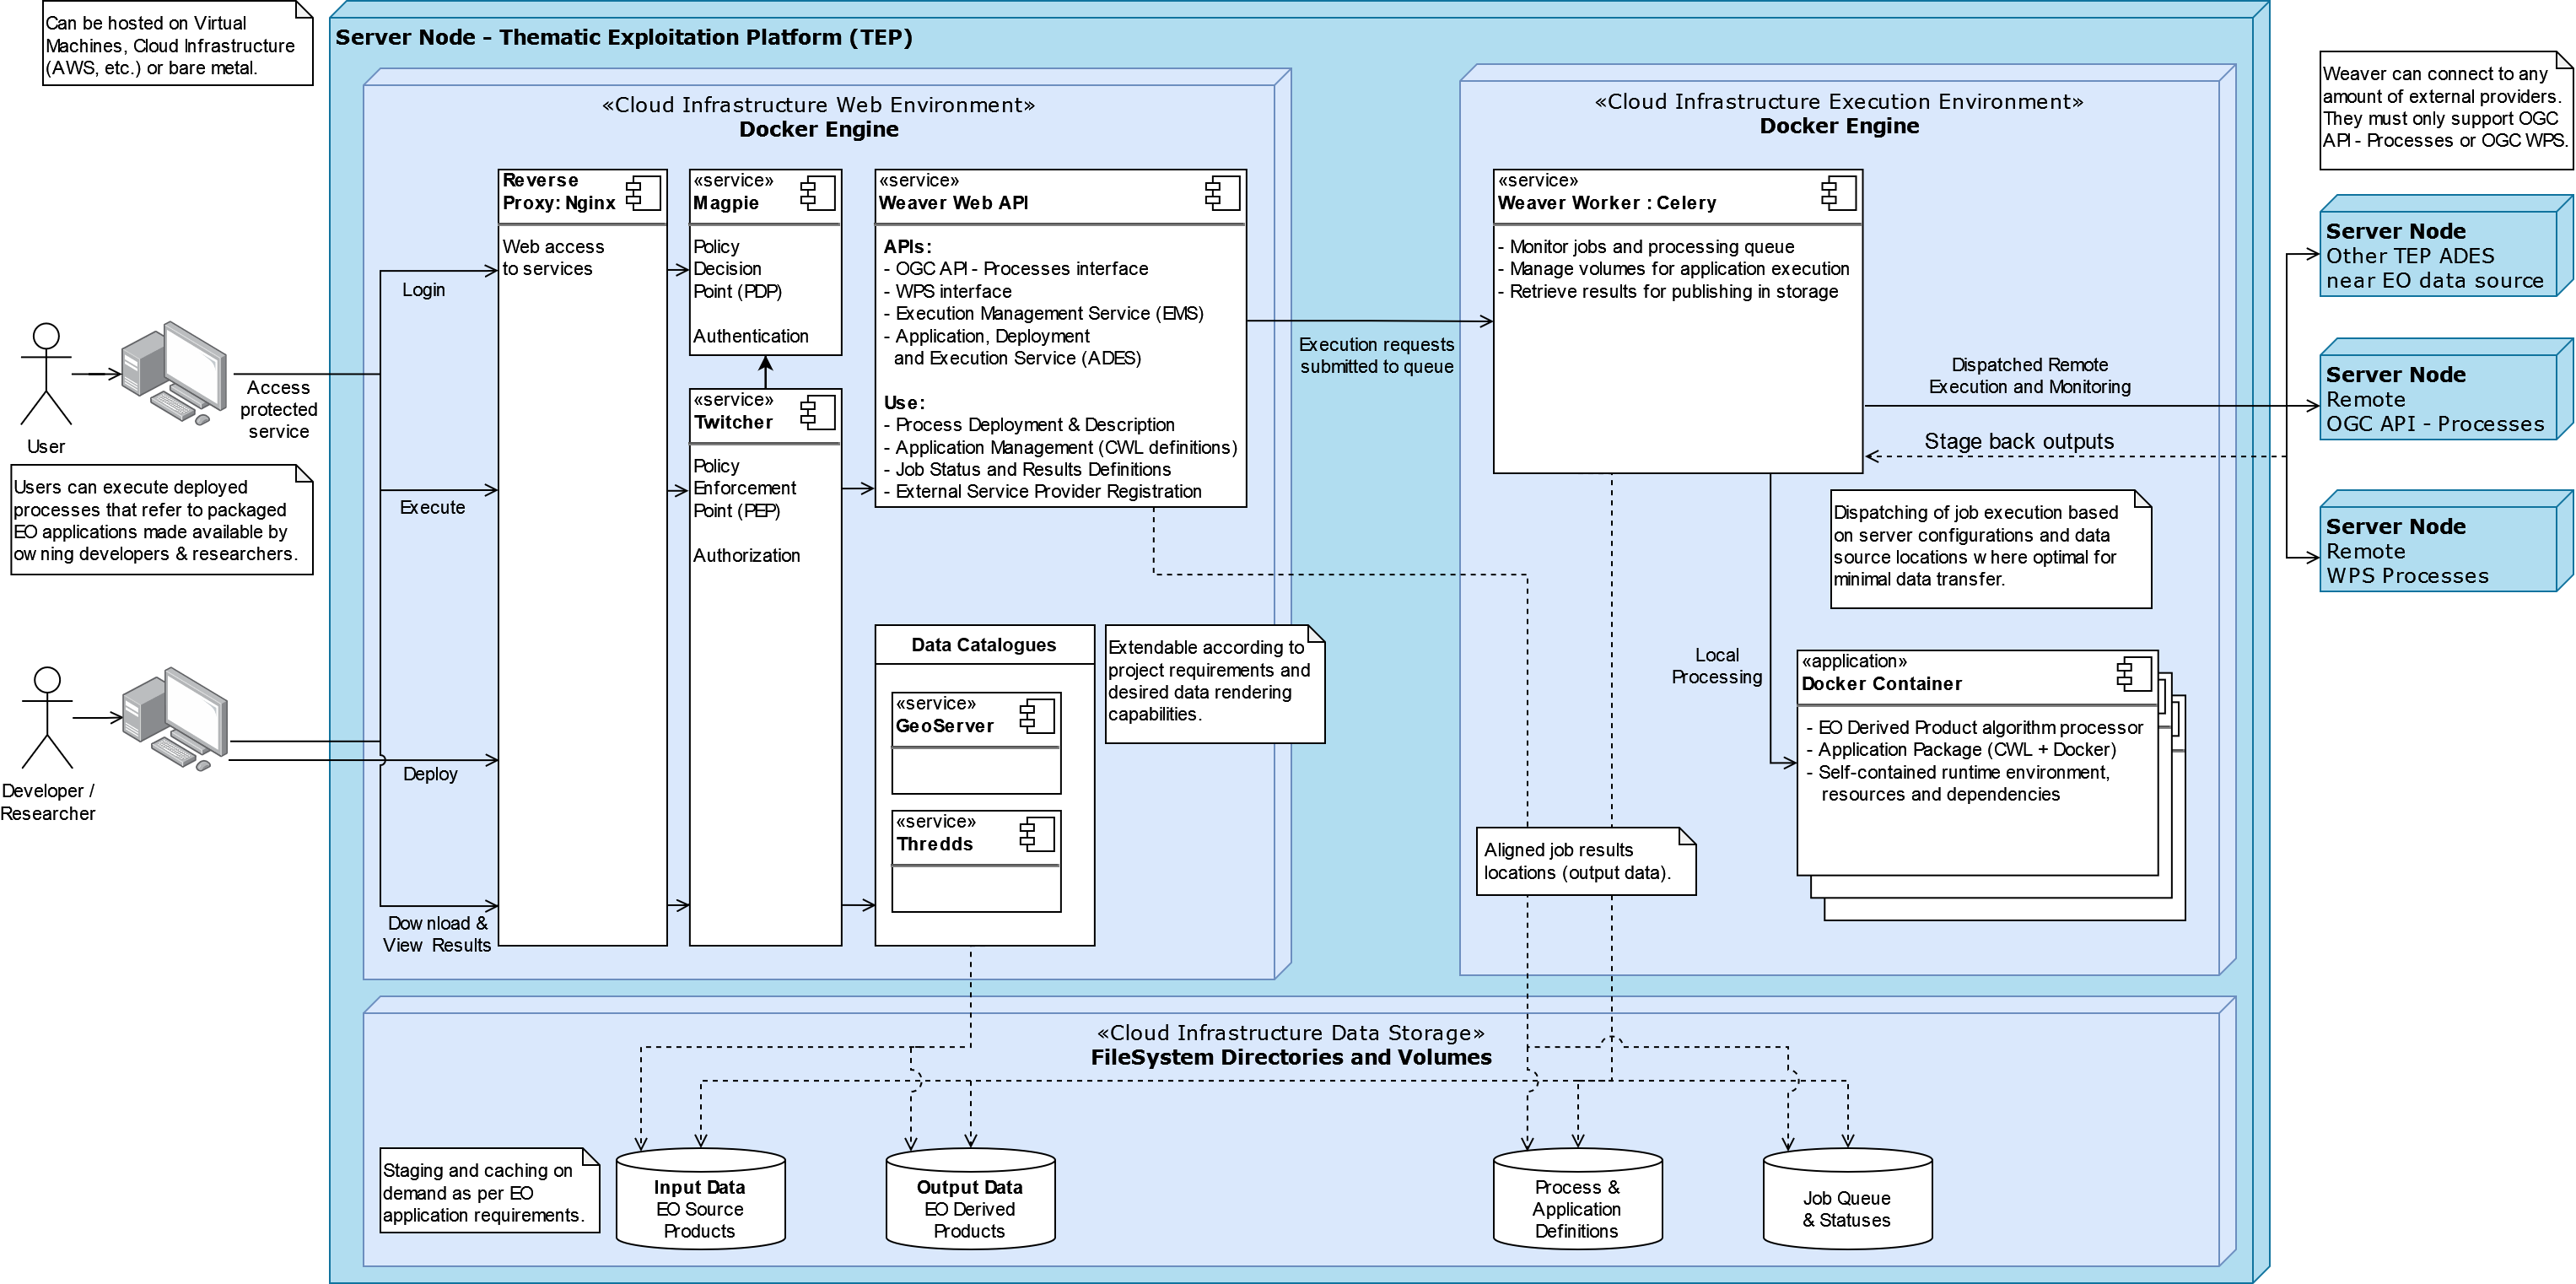 Can be hosted on Virtual
Machines, Cloud Infrastructure
(AWS, etc.) or bare metal.
Server Node - Thematic Exploitation Platform (TEP)
«Cloud Infrastructure Web Environment»
Docker Engine
Reverse
Proxy: Nginx
Web access
to services
«service»
Magpie
Policy
Decision
Point (PDP)
Authentication
«service»
Twitcher
Policy
Enforcement
Point (PEP)
Authorization
«service»
Weaver Web API
APIs:
- OGC API - Processes interface
- WPS interface
- Execution Management Service (EMS)
- Application, Deployment
and Execution Service (ADES)
Use:
- Process Deployment & Description
- Application Management (CWL definitions)
- Job Status and Results Definitions
- External Service Provider Registration
Data Catalogues
«service»
GeoServer
«service»
Thredds
Extendable according to
project requirements and
desired data rendering
capabilities.
Login
Execute
Deploy
Download &
View Results
User
Access
protected
service
Users can execute deployed
processes that refer to packaged
EO applications made available by
owning developers & researchers.
Developer /
Researcher
Execution requests
submitted to queue
«Cloud Infrastructure Execution Environment»
Docker Engine
«service»
Weaver Worker : Celery
- Monitor jobs and processing queue
- Manage volumes for application execution
- Retrieve results for publishing in storage
Dispatched Remote
Execution and Monitoring
Stage back outputs
Dispatching of job execution based
on server configurations and data
source locations where optimal for
minimal data transfer.
Local
Processing
«application»
Docker Container
- EO Derived Product algorithm processor
- Application Package (CWL + Docker)
- Self-contained runtime environment,
resources and dependencies
Aligned job results
locations (output data).
Weaver can connect to any
amount of external providers.
They must only support OGC
API - Processes or OGC WPS.
Server Node
Other TEP ADES
near EO data source
Server Node
Remote
OGC API - Processes
Server Node
Remote
WPS Processes
«Cloud Infrastructure Data Storage»
FileSystem Directories and Volumes
Staging and caching on
demand as per EO
application requirements.
Input Data
EO Source
Products
Output Data
EO Derived
Products
Process &
Application
Definitions
Job Queue
& Statuses